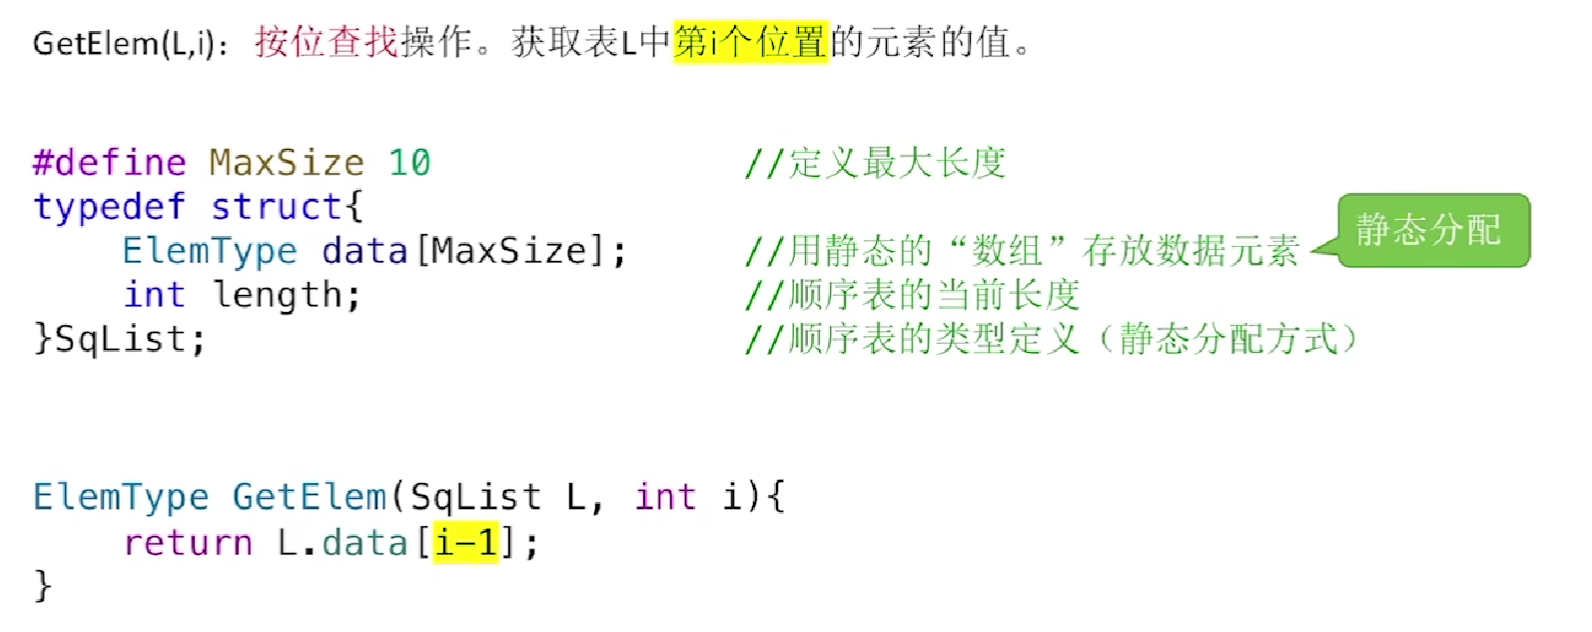 GetElem(L,i)：按位查找操作。获取表L中第i个位置的元素的值。
#define MaxSize 10 //定义最大长度
typedef struct{
ElemType data[MaxSize]; //用静态的“数组”存放数据元素 静态分配
int length; //顺序表的当前长度
}SqList; //顺序表的类型定义（静态分配方式）
ElemType GetElem(SqList L, int i){
return L.data[i-1];
}